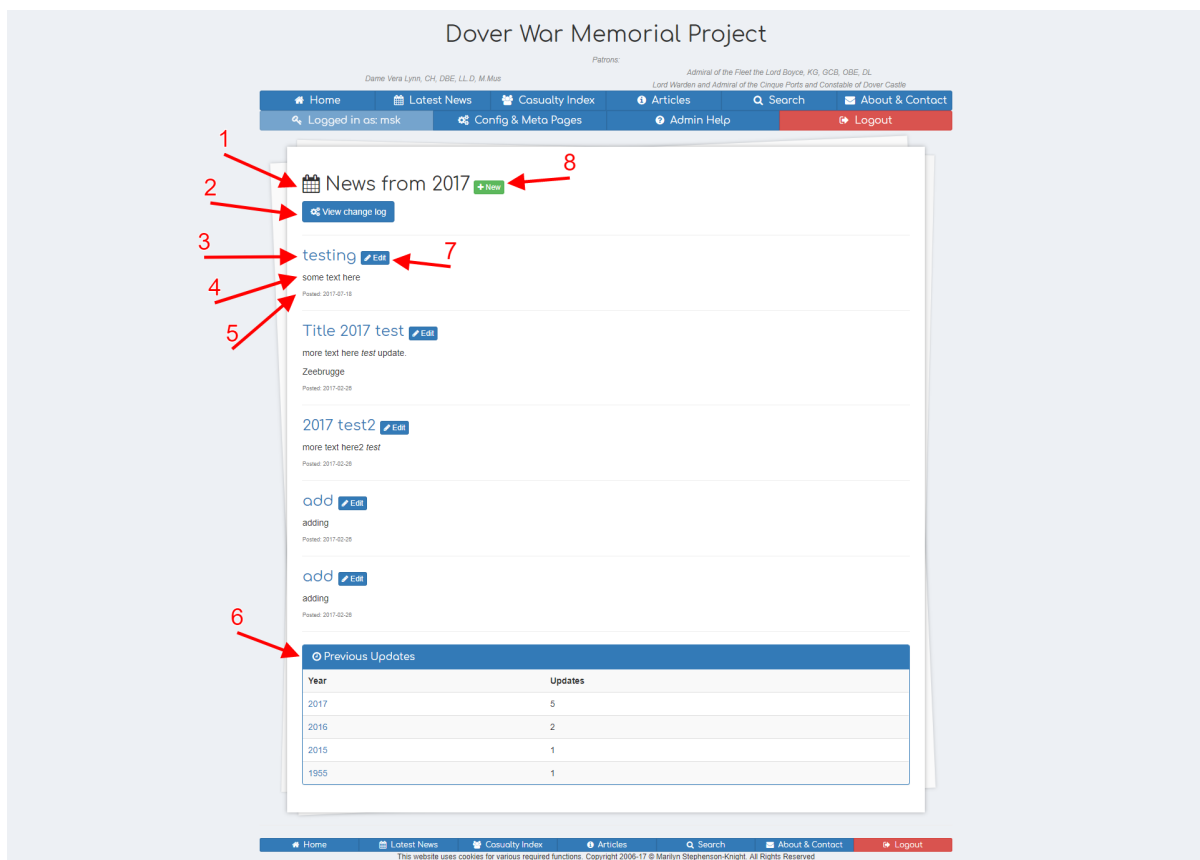 Dover War Memorial Project
Patrons:
Dame Vera Lynn, CH, DBE, LL.D, M.Mus
Admiral of the Fleet the Lord Boyce, KG, GCB, OBE, DL
Lord Warden and Admiral of the Cinque Ports and Constable of Dover Castle
Home Latest News Casualty Index Articles Search About & Contact
Logged in as: msk Config & Meta Pages Admin Help Logout
1
8
News from 2017 New
2
View change log
3
7
testing Edit
4
some text here
5
Posted: 2017-07-18
Title 2017 test Edit
more text here test update.
Zeebrugge
Posted: 2017-02-28
2017 test2 Edit
more text here2 test
Posted: 2017-02-28
add Edit
adding
Posted: 2017-02-28
add Edit
adding
Posted: 2017-02-28
6
Previous Updates
Year Updates
2017 5
2016 2
2015 1
1955 1
Home Latest News Casualty Index Articles Search About & Contact Logout
This website uses cookies for various required functions. Copyright 2006-17 © Marilyn Stephenson-Knight. All Rights Reserved